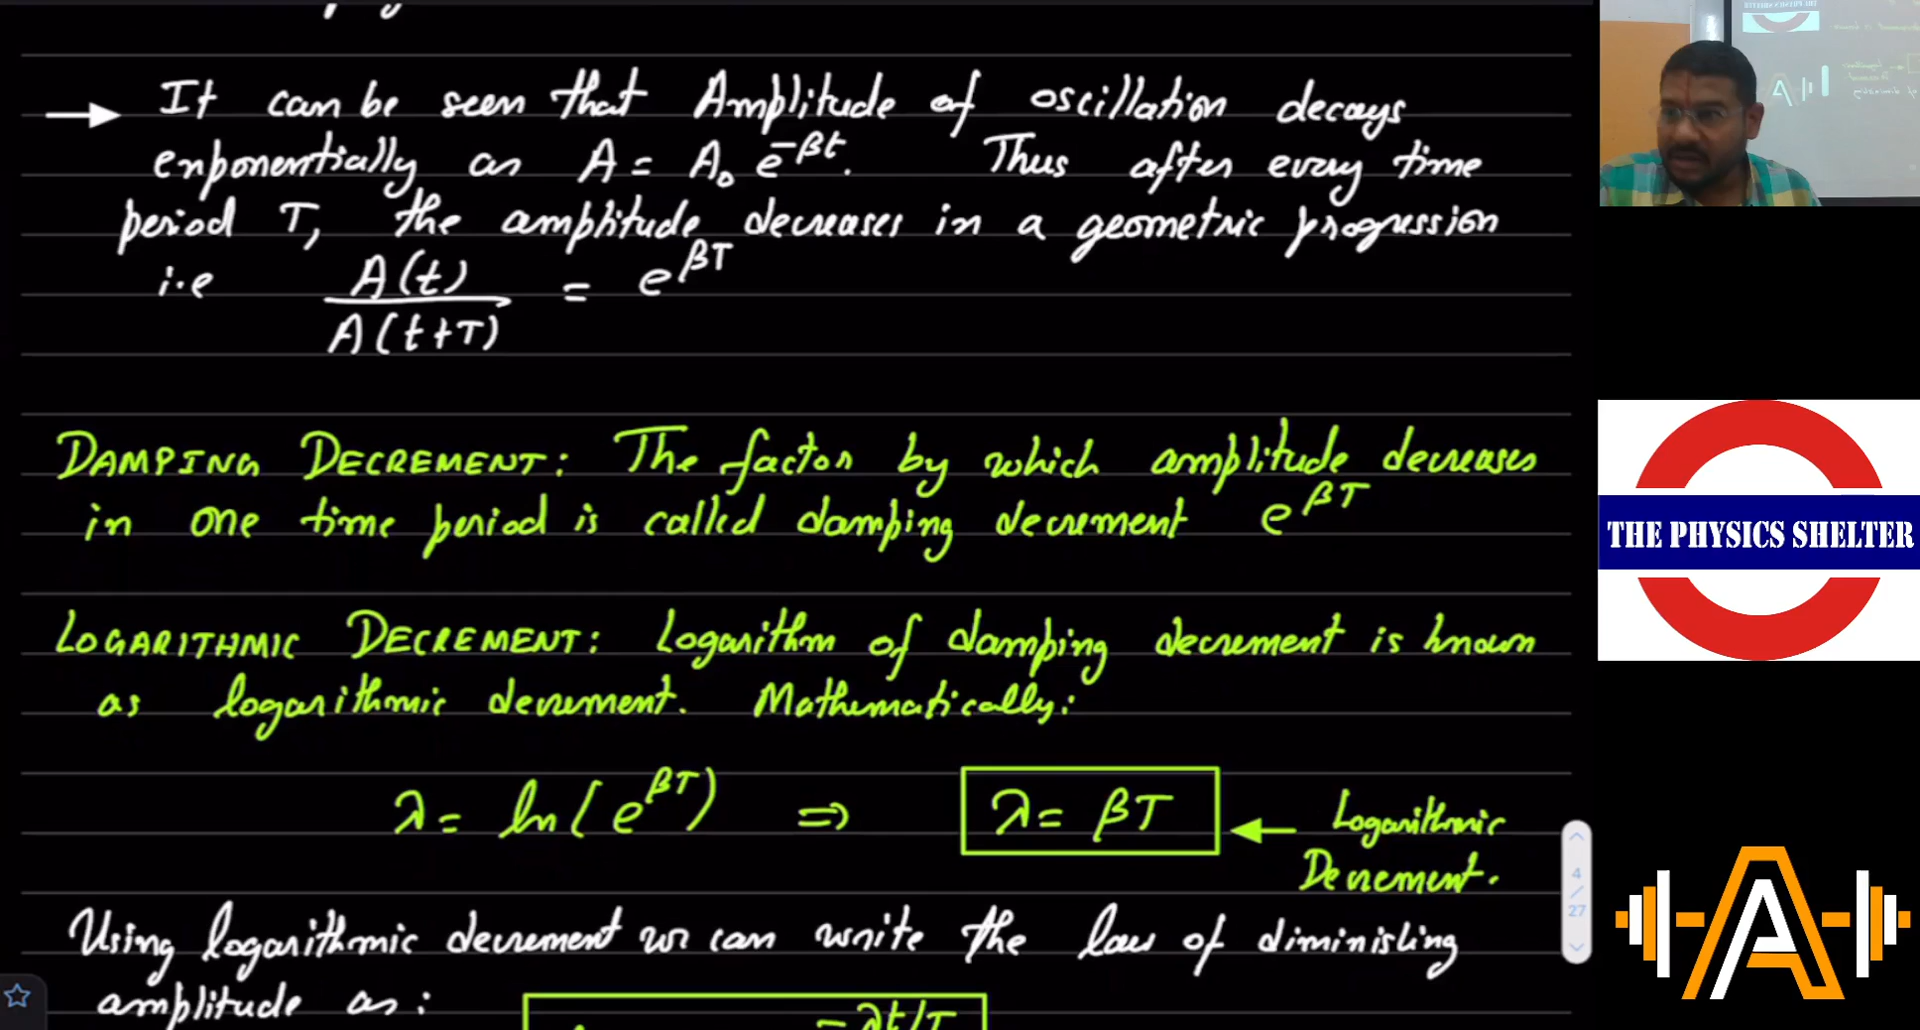 It can be seen that Amplitude of oscillation decays
exponentially as A = A₀ e^-βt. Thus after every time
period T, the amplitude decreases in a geometric progression
i.e A(t) / A(t+T) = e^βT
DAMPING DECREMENT: The factor by which amplitude decreases
in one time period is called damping decrement e^βT
LOGARITHMIC DECREMENT: Logarithm of damping decrement is known
as logarithmic decrement. Mathematically:
λ = ln(e^βT) ⇒ λ = βT ← Logarithmic
Decrement.
Using logarithmic decrement we can write the law of diminishing
amplitude as:
-λt/T
4
/
27
THE PHYSICS SHELTER
A